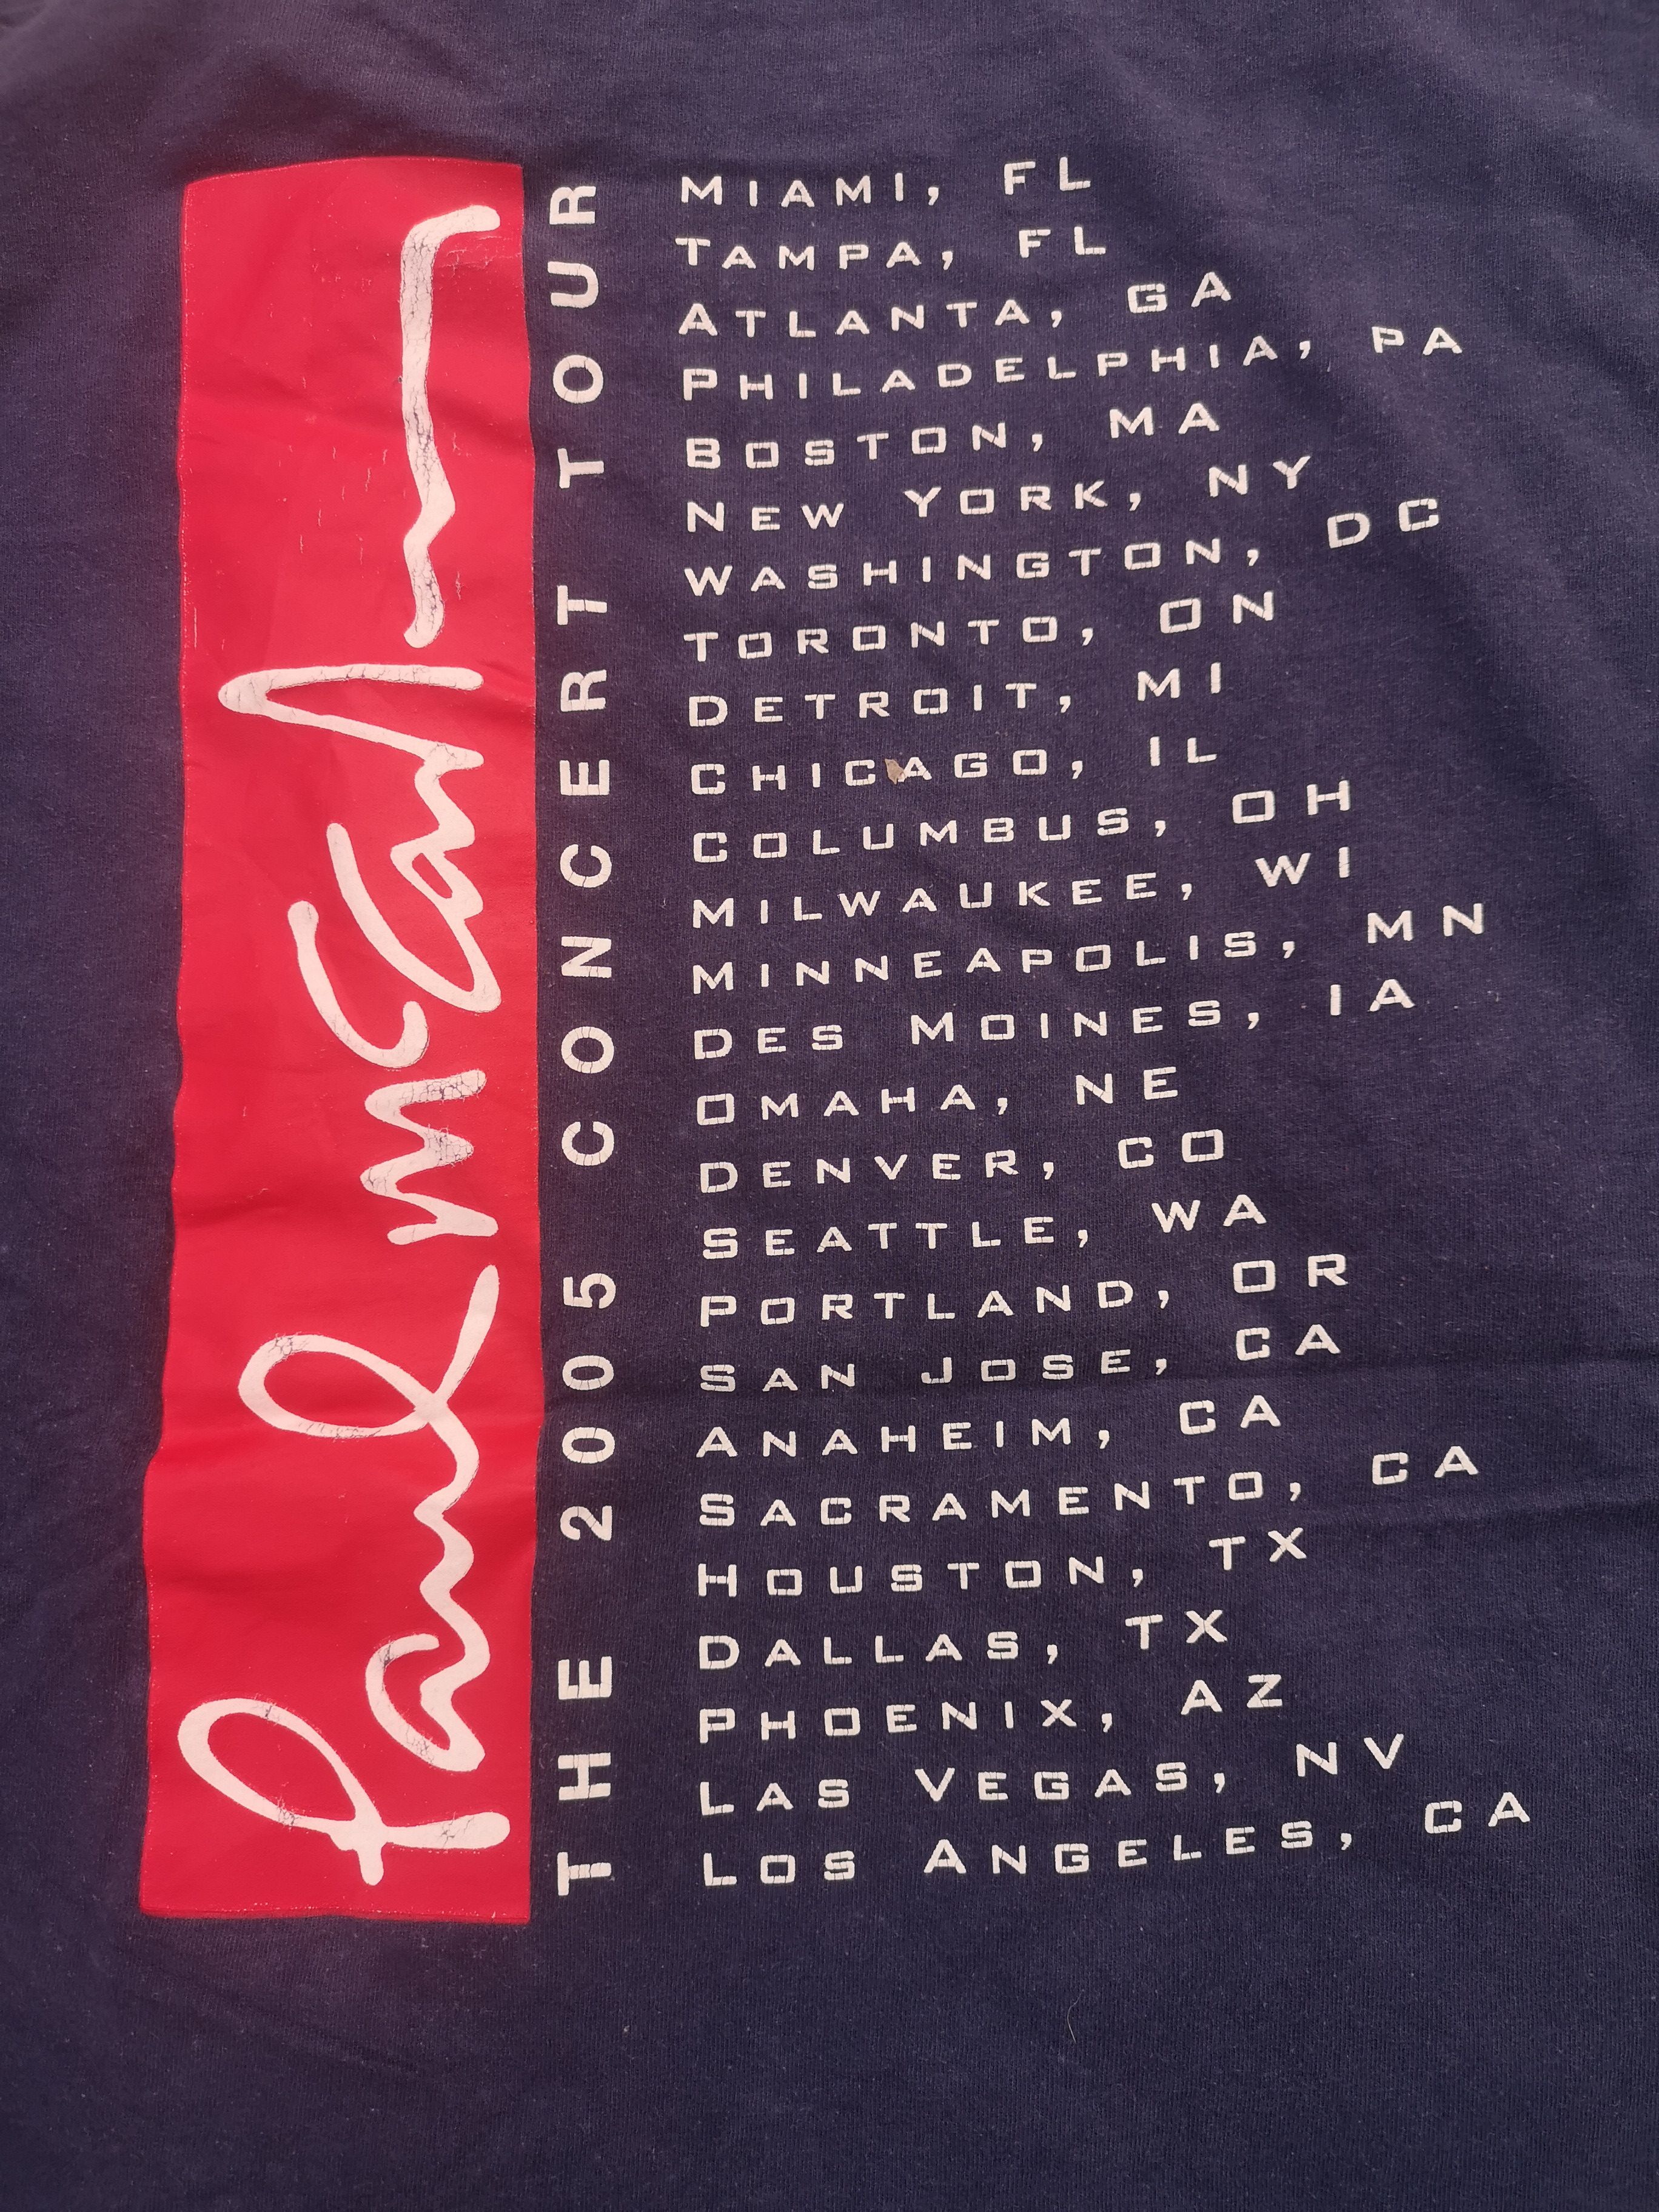 Paul McCartney
THE 2005 CONCERT TOUR
MIAMI, FL
TAMPA, FL
ATLANTA, GA
PHILADELPHIA, PA
BOSTON, MA
NEW YORK, NY
WASHINGTON, DC
TORONTO, ON
DETROIT, MI
CHICAGO, IL
COLUMBUS, OH
MILWAUKEE, WI
MINNEAPOLIS, MN
DES MOINES, IA
OMAHA, NE
DENVER, CO
SEATTLE, WA
PORTLAND, OR
SAN JOSE, CA
ANAHEIM, CA
SACRAMENTO, CA
HOUSTON, TX
DALLAS, TX
PHOENIX, AZ
LAS VEGAS, NV
LOS ANGELES, CA